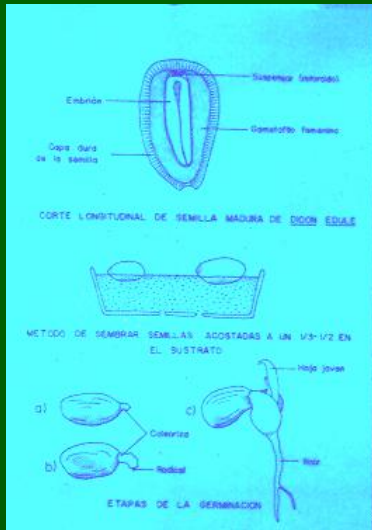 Suspensor (enrollado)
Embrión
Gametofito femenino
Capa dura
de la semilla
CORTE LONGITUDINAL DE SEMILLA MADURA DE DIOON EDULE
METODO DE SEMBRAR SEMILLAS ACOSTADAS A UN 1/3-1/2 EN
EL SUSTRATO
Hoja joven
a)
c)
Coleoriza
b)
Radical
Raiz
ETAPAS DE LA GERMINACION